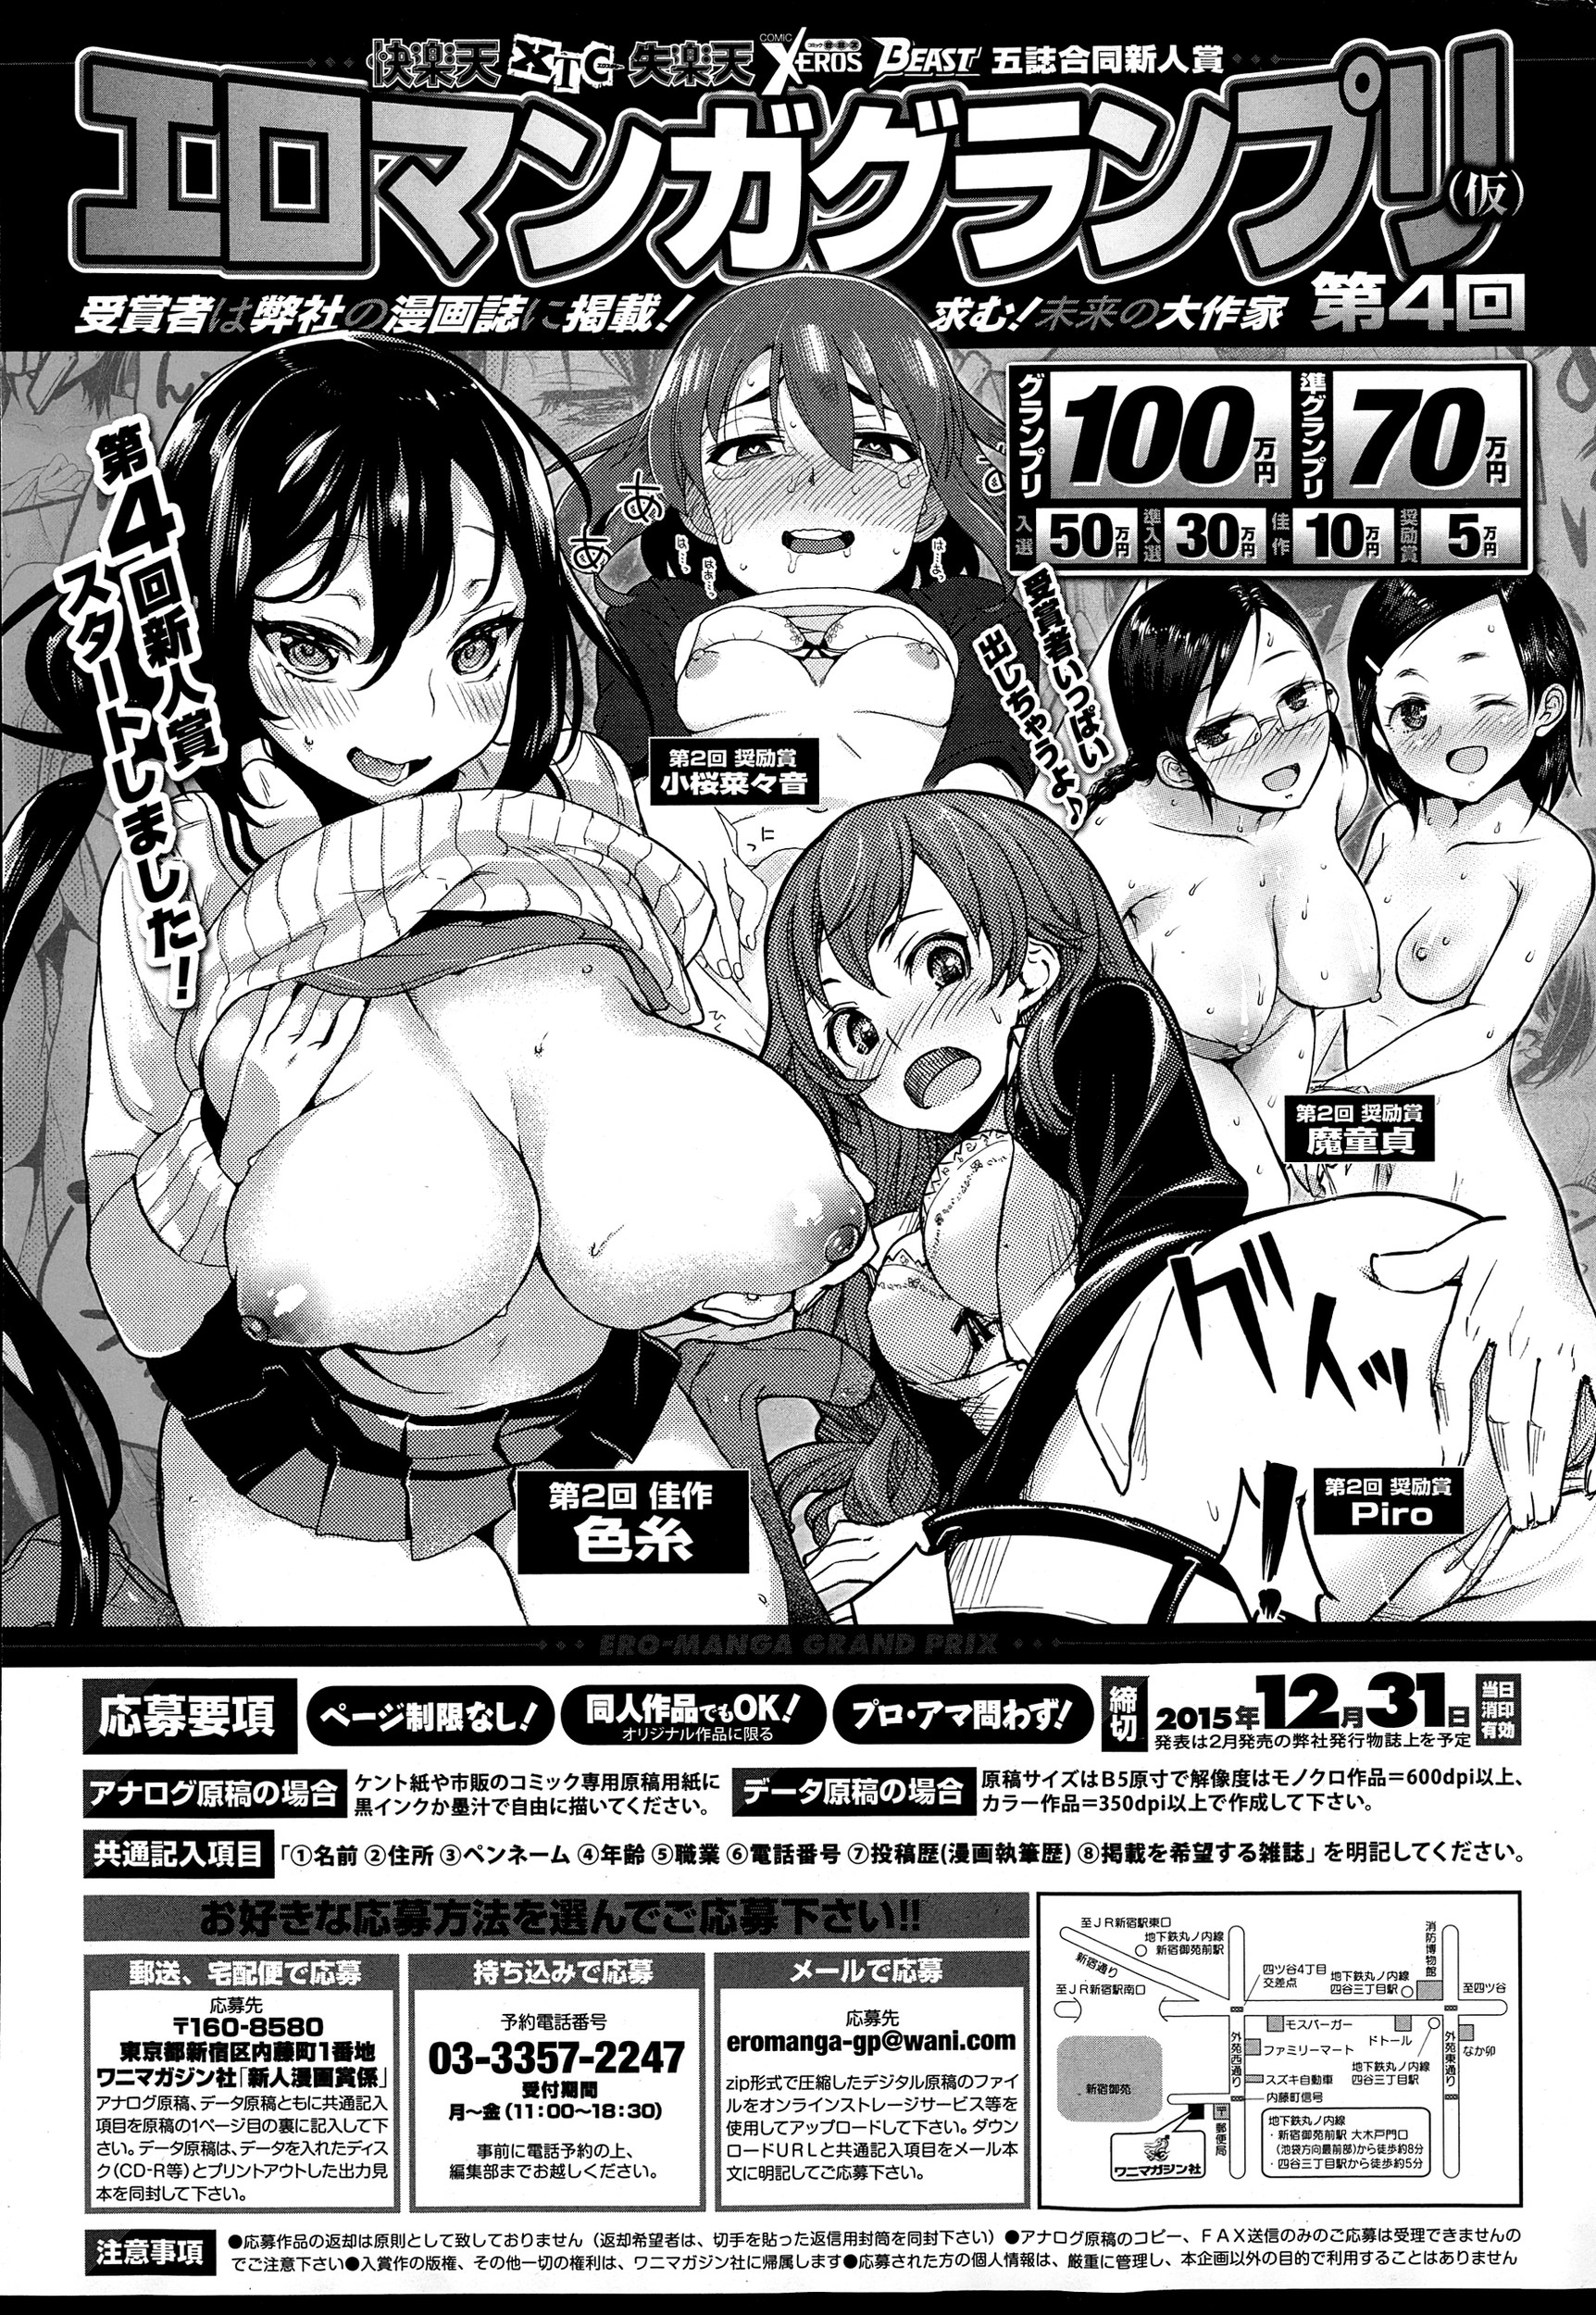 快楽天 XTC 失楽天 COMIC X-EROS BEAST 五誌合同新人賞
エロマンガグランプリ(仮)
受賞者は弊社の漫画誌に掲載！ 求む！未来の大作家 第4回
グランプリ 100万円 準グランプリ 70万円
入選 50万円 準入選 30万円 佳作 10万円 奨励賞 5万円
第4回新人賞
スタートしました！
受賞者いっぱい
出しちゃうよ♪
あ
あ
は…
はぁ…
はーっ
第2回 奨励賞
小桜菜々音
第2回 奨励賞
魔童貞
グイッ
第2回 佳作
色糸
第2回 奨励賞
Piro
ERO-MANGA GRAND PRIX
応募要項 ページ制限なし！ 同人作品でもOK！ オリジナル作品に限る プロ・アマ問わず！
締切 2015年12月31日 当日消印有効
発表は2月発売の弊社発行物誌上を予定
アナログ原稿の場合 ケント紙や市販のコミック専用原稿用紙に
黒インクか墨汁で自由に描いてください。
データ原稿の場合 原稿サイズはB5原寸で解像度はモノクロ作品＝600dpi以上、
カラー作品＝350dpi以上で作成して下さい。
共通記入項目 「①名前 ②住所 ③ペンネーム ④年齢 ⑤職業 ⑥電話番号 ⑦投稿歴(漫画執筆歴) ⑧掲載を希望する雑誌」を明記してください。
お好きな応募方法を選んでご応募下さい!!
郵送、宅配便で応募
応募先
〒160-8580
東京都新宿区内藤町1番地
ワニマガジン社「新人漫画賞係」
アナログ原稿、データ原稿ともに共通記入
項目を原稿の1ページ目の裏に記入して下
さい。データ原稿は、データを入れたディス
ク(CD-R等)とプリントアウトした出力見
本を同封して下さい。
持ち込みで応募
予約電話番号
03-3357-2247
受付期間
月～金(11:00～18:30)
事前に電話予約の上、
編集部までお越しください。
メールで応募
応募先
eromanga-gp@wani.com
zip形式で圧縮したデジタル原稿のファイ
ルをオンラインストレージサービス等を
使用してアップロードして下さい。ダウン
ロードURLと共通記入項目をメール本
文に明記してご応募下さい。
至JR新宿駅東口
地下鉄丸ノ内線
新宿御苑前駅
新宿通り
至JR新宿駅南口
四ツ谷4丁目
交差点
地下鉄丸ノ内線
四谷三丁目駅
消防博物館
至四ツ谷
モスバーガー
ドトール
ファミリーマート
外苑西通り
地下鉄丸ノ内線
四谷三丁目駅
外苑東通り
なか卯
新宿御苑
スズキ自動車
内藤町信号
〒郵便局
ワニマガジン社
地下鉄丸ノ内線
・新宿御苑前駅 大木戸門口
(池袋方向最前部)から徒歩約8分
・四谷三丁目駅から徒歩約5分
注意事項 ●応募作品の返却は原則として致しておりません（返却希望者は、切手を貼った返信用封筒を同封下さい）●アナログ原稿のコピー、ＦＡＸ送信のみのご応募は受理できませんの
でご注意下さい●入賞作の版権、その他一切の権利は、ワニマガジン社に帰属します●応募された方の個人情報は、厳重に管理し、本企画以外の目的で利用することはありません